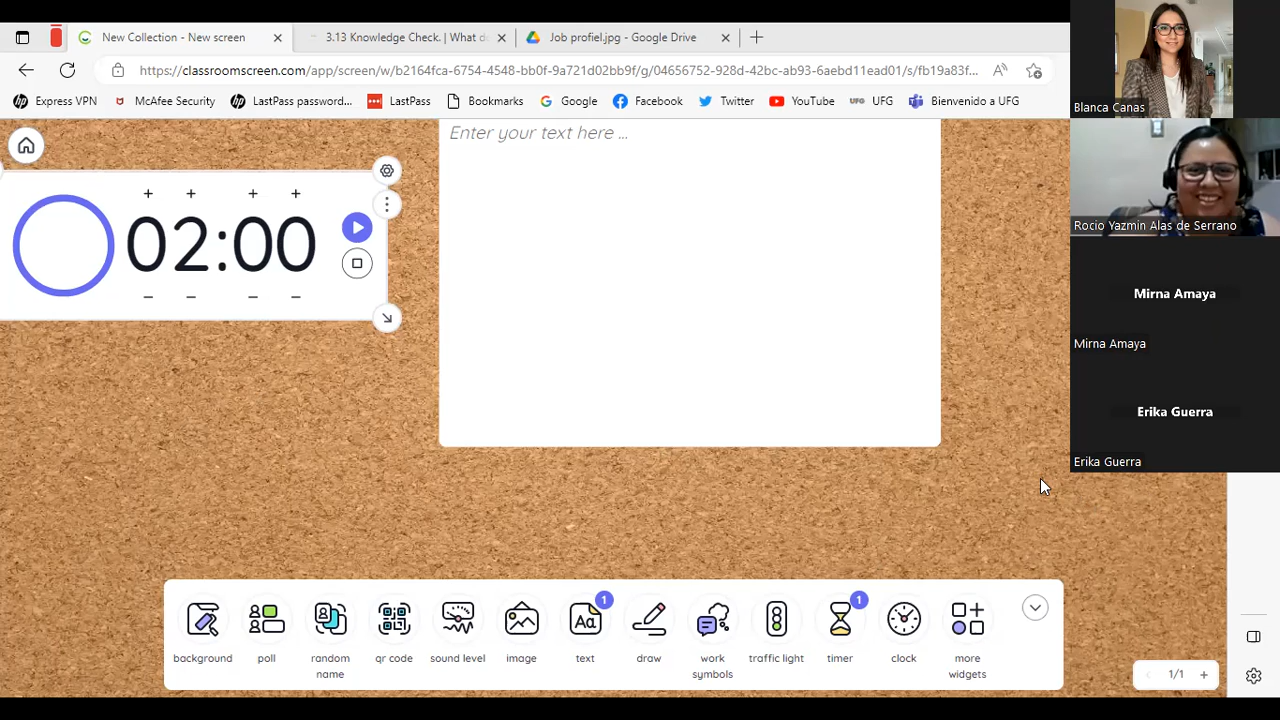 New Collection - New screen
3.13 Knowledge Check. | What
Job profiel.jpg - Google Drive
https://classroomscreen.com/app/screen/w/b2164fca-6754-4548-bb0f-9a721d02bb9f/g/04656752-928d-42bc-ab93-6aebd11ead01/s/fb19a83f...
Express VPN
McAfee Security
LastPass password...
LastPass
Bookmarks
Google
Facebook
Twitter
YouTube
UFG
Bienvenido a UFG
Enter your text here ...
02:00
background
poll
random name
qr code
sound level
image
text
1
draw
work symbols
traffic light
timer
1
clock
more widgets
1/1
Blanca Canas
Rocio Yazmin Alas de Serrano
Mirna Amaya
Mirna Amaya
Erika Guerra
Erika Guerra